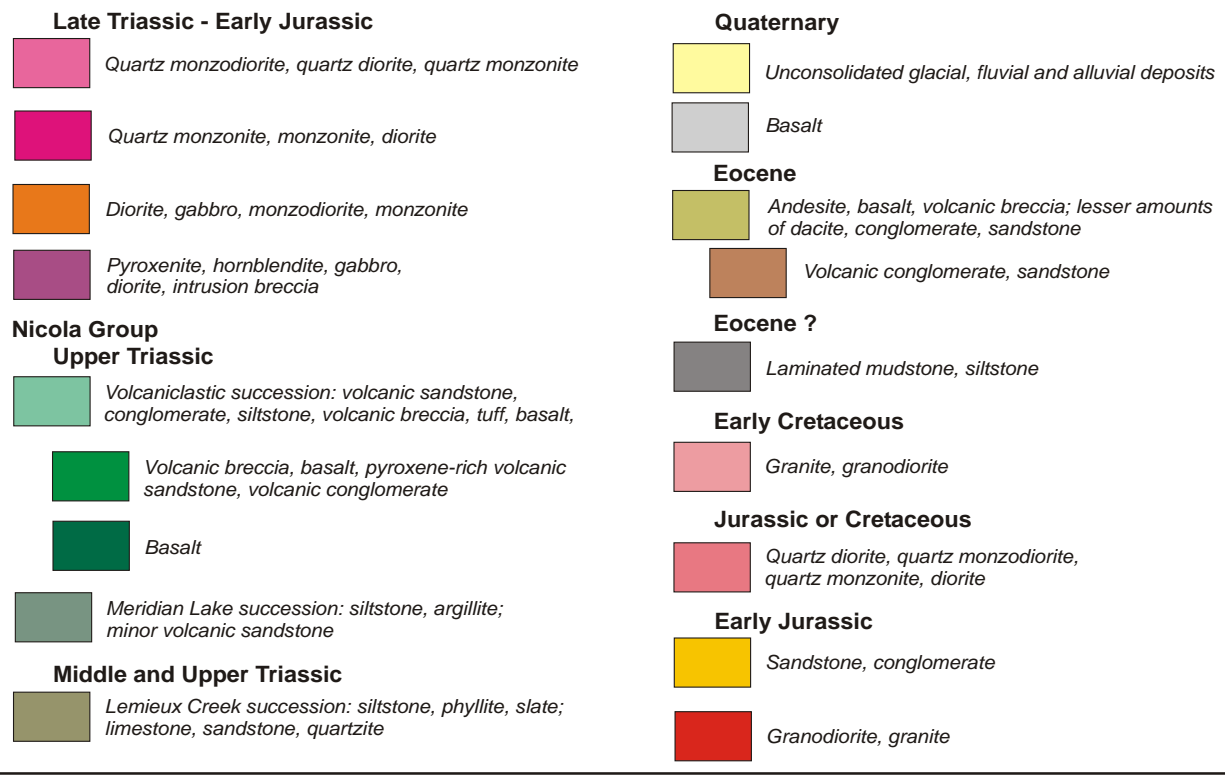 Late Triassic - Early Jurassic
Quartz monzodiorite, quartz diorite, quartz monzonite
Quartz monzonite, monzonite, diorite
Diorite, gabbro, monzodiorite, monzonite
Pyroxenite, hornblendite, gabbro,
diorite, intrusion breccia
Nicola Group
Upper Triassic
Volcaniclastic succession: volcanic sandstone,
conglomerate, siltstone, volcanic breccia, tuff, basalt,
Volcanic breccia, basalt, pyroxene-rich volcanic
sandstone, volcanic conglomerate
Basalt
Meridian Lake succession: siltstone, argillite;
minor volcanic sandstone
Middle and Upper Triassic
Lemieux Creek succession: siltstone, phyllite, slate;
limestone, sandstone, quartzite
Quaternary
Unconsolidated glacial, fluvial and alluvial deposits
Basalt
Eocene
Andesite, basalt, volcanic breccia; lesser amounts
of dacite, conglomerate, sandstone
Volcanic conglomerate, sandstone
Eocene ?
Laminated mudstone, siltstone
Early Cretaceous
Granite, granodiorite
Jurassic or Cretaceous
Quartz diorite, quartz monzodiorite,
quartz monzonite, diorite
Early Jurassic
Sandstone, conglomerate
Granodiorite, granite